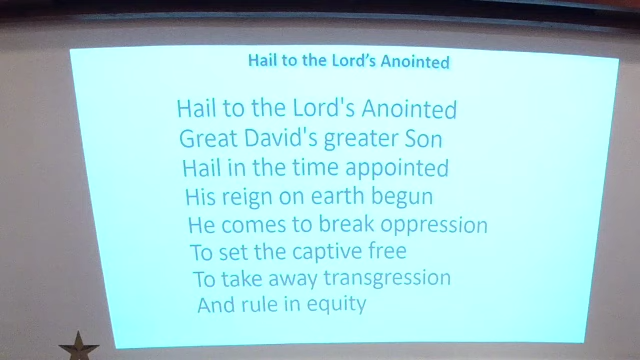 Hail to the Lord’s Anointed
Hail to the Lord's Anointed
Great David's greater Son
Hail in the time appointed
His reign on earth begun
He comes to break oppression
To set the captive free
To take away transgression
And rule in equity